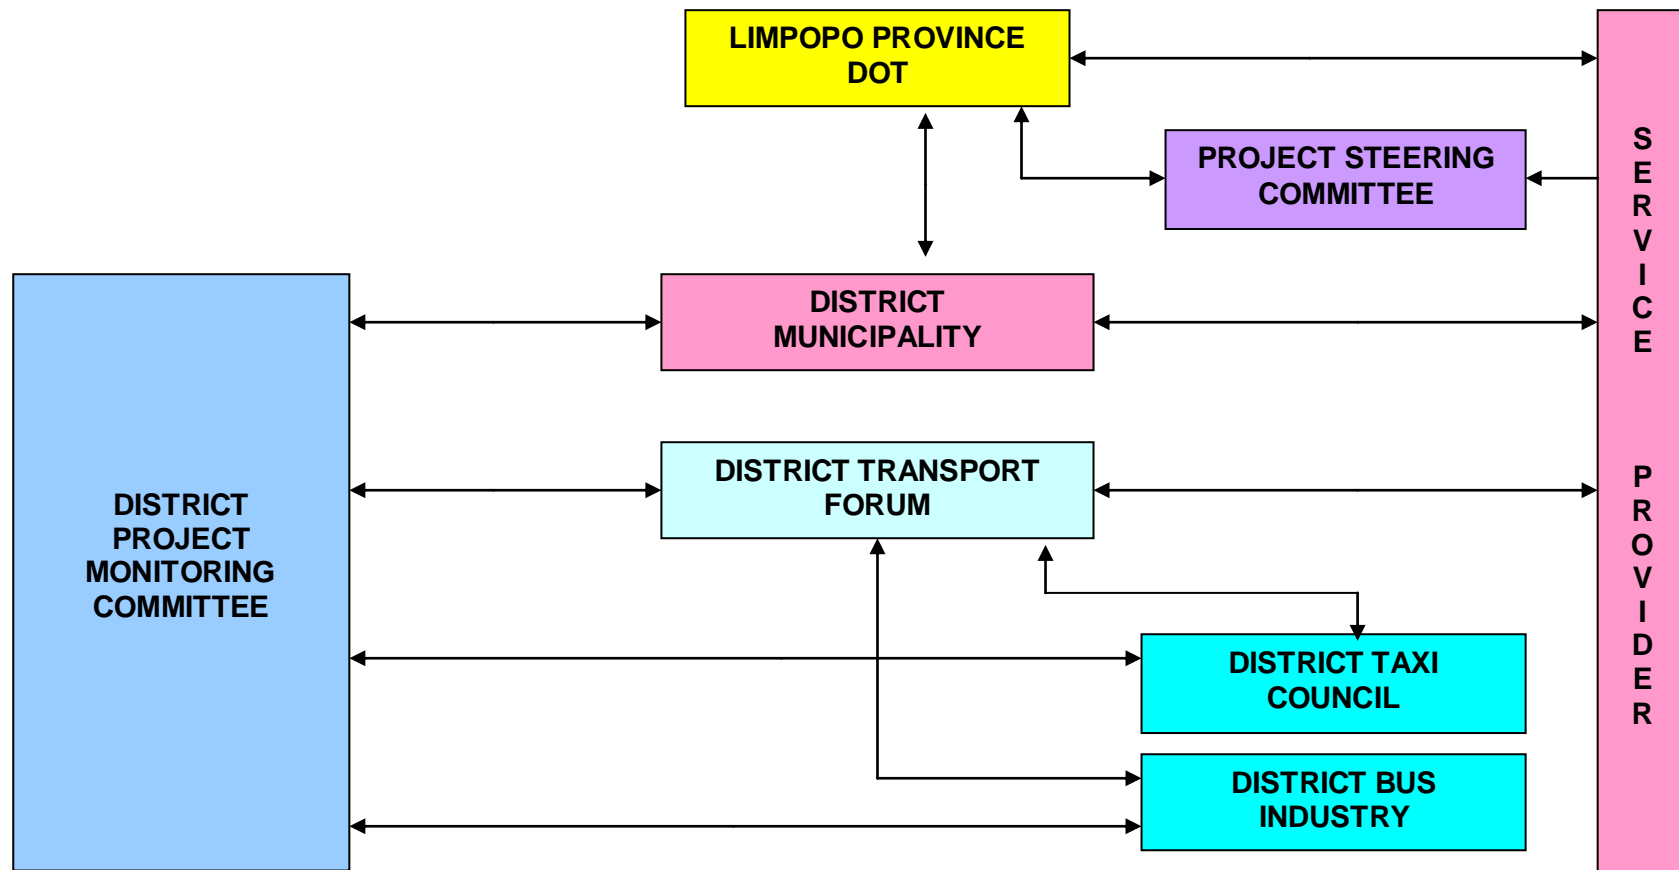 LIMPOPO PROVINCE
DOT
PROJECT STEERING
COMMITTEE
DISTRICT
MUNICIPALITY
DISTRICT TRANSPORT
FORUM
DISTRICT
PROJECT
MONITORING
COMMITTEE
DISTRICT TAXI
COUNCIL
DISTRICT BUS
INDUSTRY
S
E
R
V
I
C
E
P
R
O
V
I
D
E
R